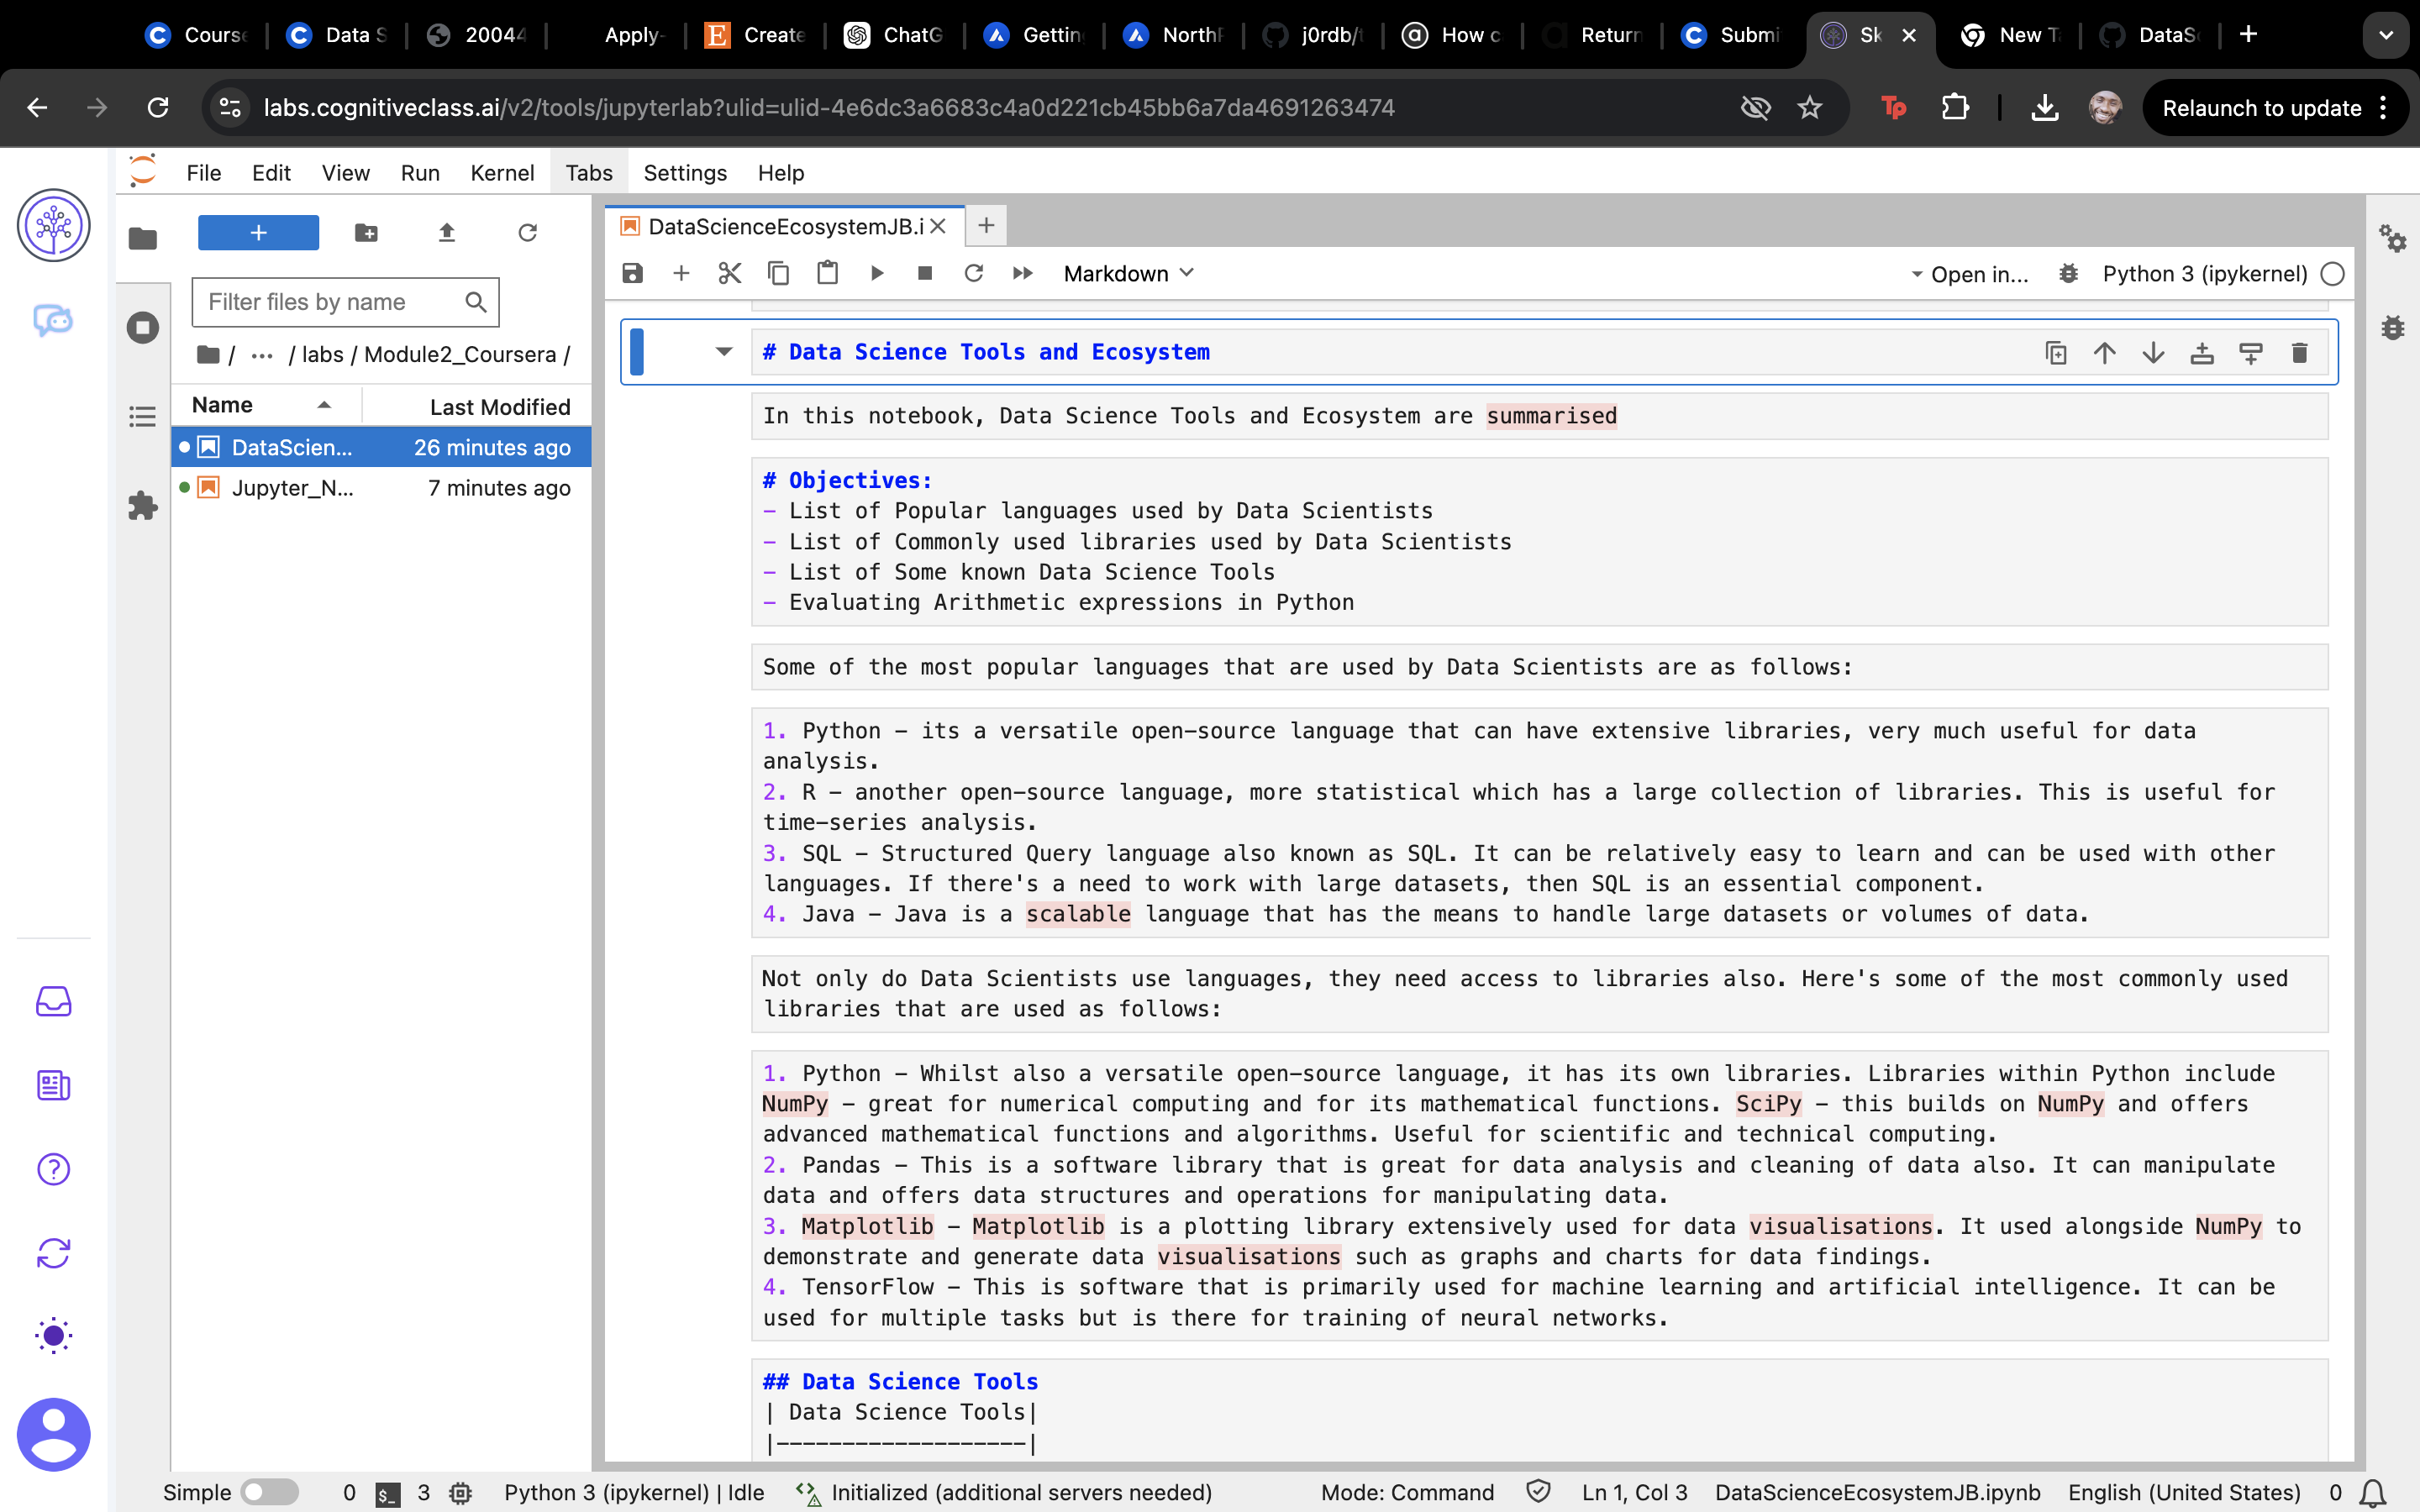 Course
Data S
20044
Apply-
Create
ChatG
Getting
NorthP
j0rdb/t
How c
Return
Submi
Sk
New Ta
DataSc
labs.cognitiveclass.ai/v2/tools/jupyterlab?ulid=ulid-4e6dc3a6683c4a0d221cb45bb6a7da4691263474
Tp
Relaunch to update
File Edit View Run Kernel Tabs Settings Help
DataScienceEcosystemJB.i
Markdown
Open in...
Python 3 (ipykernel)
Filter files by name
/ ... / labs / Module2_Coursera /
Name Last Modified
DataScien... 26 minutes ago
Jupyter_N... 7 minutes ago
# Data Science Tools and Ecosystem
In this notebook, Data Science Tools and Ecosystem are summarised
# Objectives:
- List of Popular languages used by Data Scientists
- List of Commonly used libraries used by Data Scientists
- List of Some known Data Science Tools
- Evaluating Arithmetic expressions in Python
Some of the most popular languages that are used by Data Scientists are as follows:
1. Python - its a versatile open-source language that can have extensive libraries, very much useful for data
analysis.
2. R - another open-source language, more statistical which has a large collection of libraries. This is useful for
time-series analysis.
3. SQL - Structured Query language also known as SQL. It can be relatively easy to learn and can be used with other
languages. If there's a need to work with large datasets, then SQL is an essential component.
4. Java - Java is a scalable language that has the means to handle large datasets or volumes of data.
Not only do Data Scientists use languages, they need access to libraries also. Here's some of the most commonly used
libraries that are used as follows:
1. Python - Whilst also a versatile open-source language, it has its own libraries. Libraries within Python include
NumPy - great for numerical computing and for its mathematical functions. SciPy - this builds on NumPy and offers
advanced mathematical functions and algorithms. Useful for scientific and technical computing.
2. Pandas - This is a software library that is great for data analysis and cleaning of data also. It can manipulate
data and offers data structures and operations for manipulating data.
3. Matplotlib - Matplotlib is a plotting library extensively used for data visualisations. It used alongside NumPy to
demonstrate and generate data visualisations such as graphs and charts for data findings.
4. TensorFlow - This is software that is primarily used for machine learning and artificial intelligence. It can be
used for multiple tasks but is there for training of neural networks.
## Data Science Tools
| Data Science Tools|
|-------------------|
Simple 0 $_ 3 Python 3 (ipykernel) | Idle Initialized (additional servers needed) Mode: Command Ln 1, Col 3 DataScienceEcosystemJB.ipynb English (United States) 0